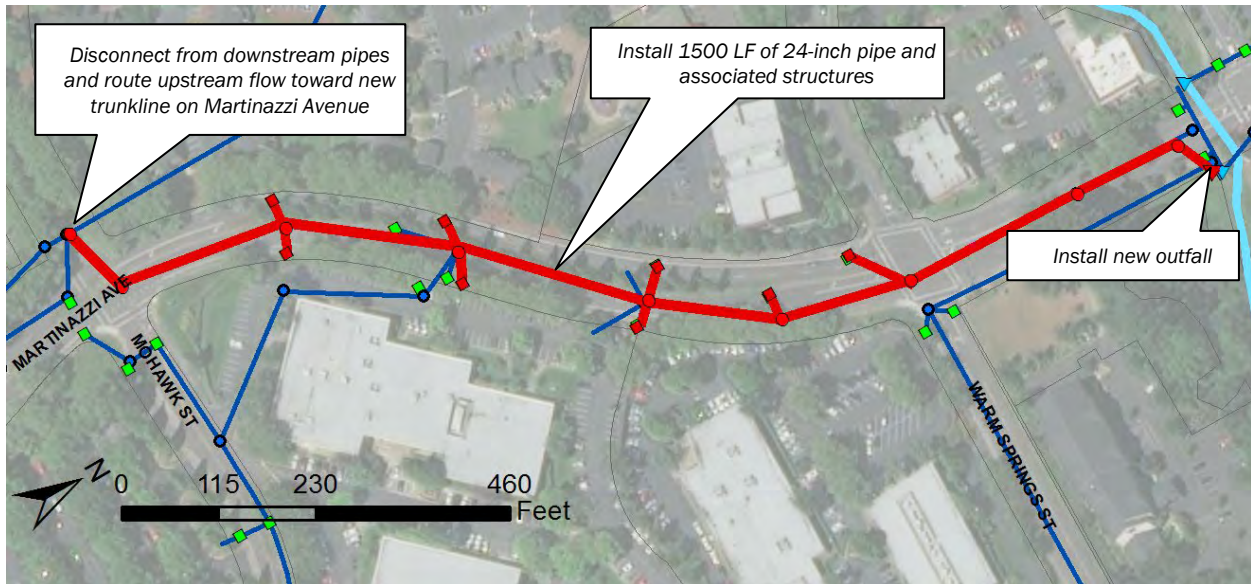 Disconnect from downstream pipes
and route upstream flow toward new
trunkline on Martinazzi Avenue
Install 1500 LF of 24-inch pipe and
associated structures
Install new outfall
MARTINAZZI AVE
MOHAWK ST
WARM SPRINGS ST
N
0 115 230 460
Feet